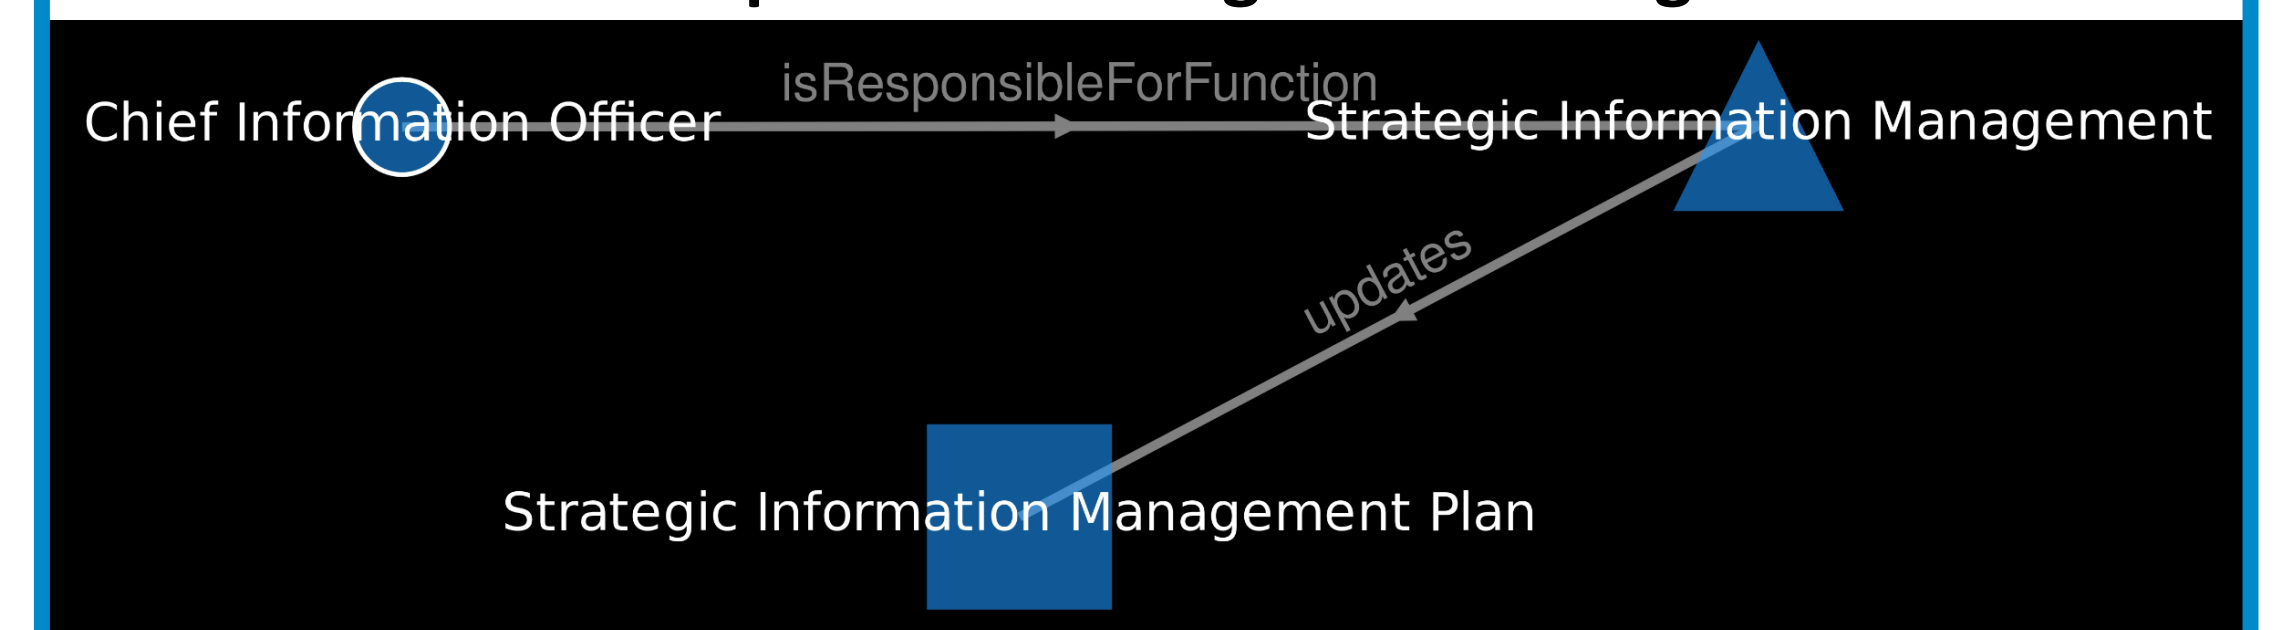 isResponsibleForFunction
Chief Information Officer
Strategic Information Management
updates
Strategic Information Management Plan